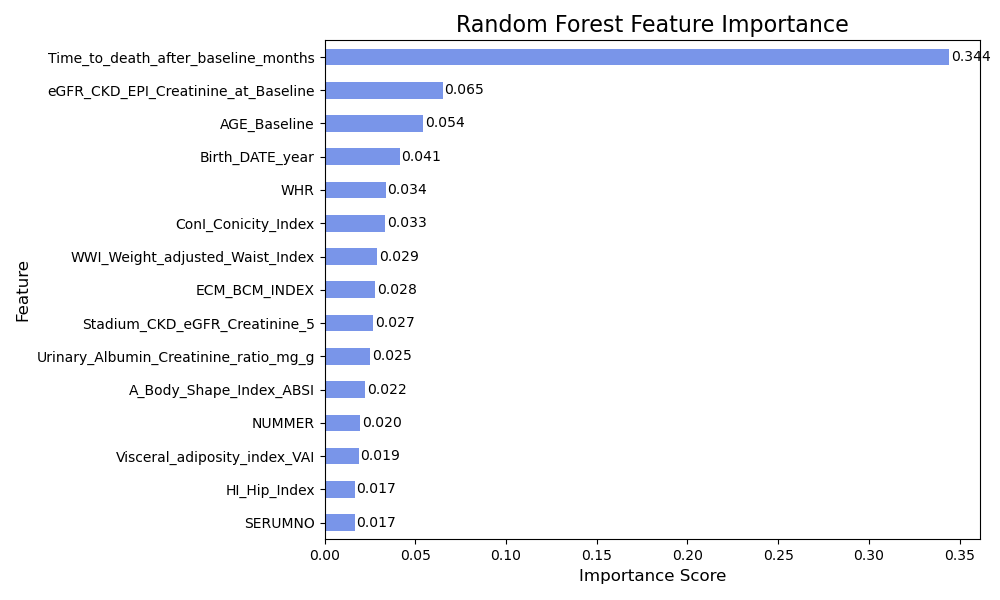 Random Forest Feature Importance
Time_to_death_after_baseline_months 0.344
eGFR_CKD_EPI_Creatinine_at_Baseline 0.065
AGE_Baseline 0.054
Birth_DATE_year 0.041
WHR 0.034
ConI_Conicity_Index 0.033
WWI_Weight_adjusted_Waist_Index 0.029
ECM_BCM_INDEX 0.028
Stadium_CKD_eGFR_Creatinine_5 0.027
Urinary_Albumin_Creatinine_ratio_mg_g 0.025
A_Body_Shape_Index_ABSI 0.022
NUMMER 0.020
Visceral_adiposity_index_VAI 0.019
HI_Hip_Index 0.017
SERUMNO 0.017
Feature
0.00 0.05 0.10 0.15 0.20 0.25 0.30 0.35
Importance Score